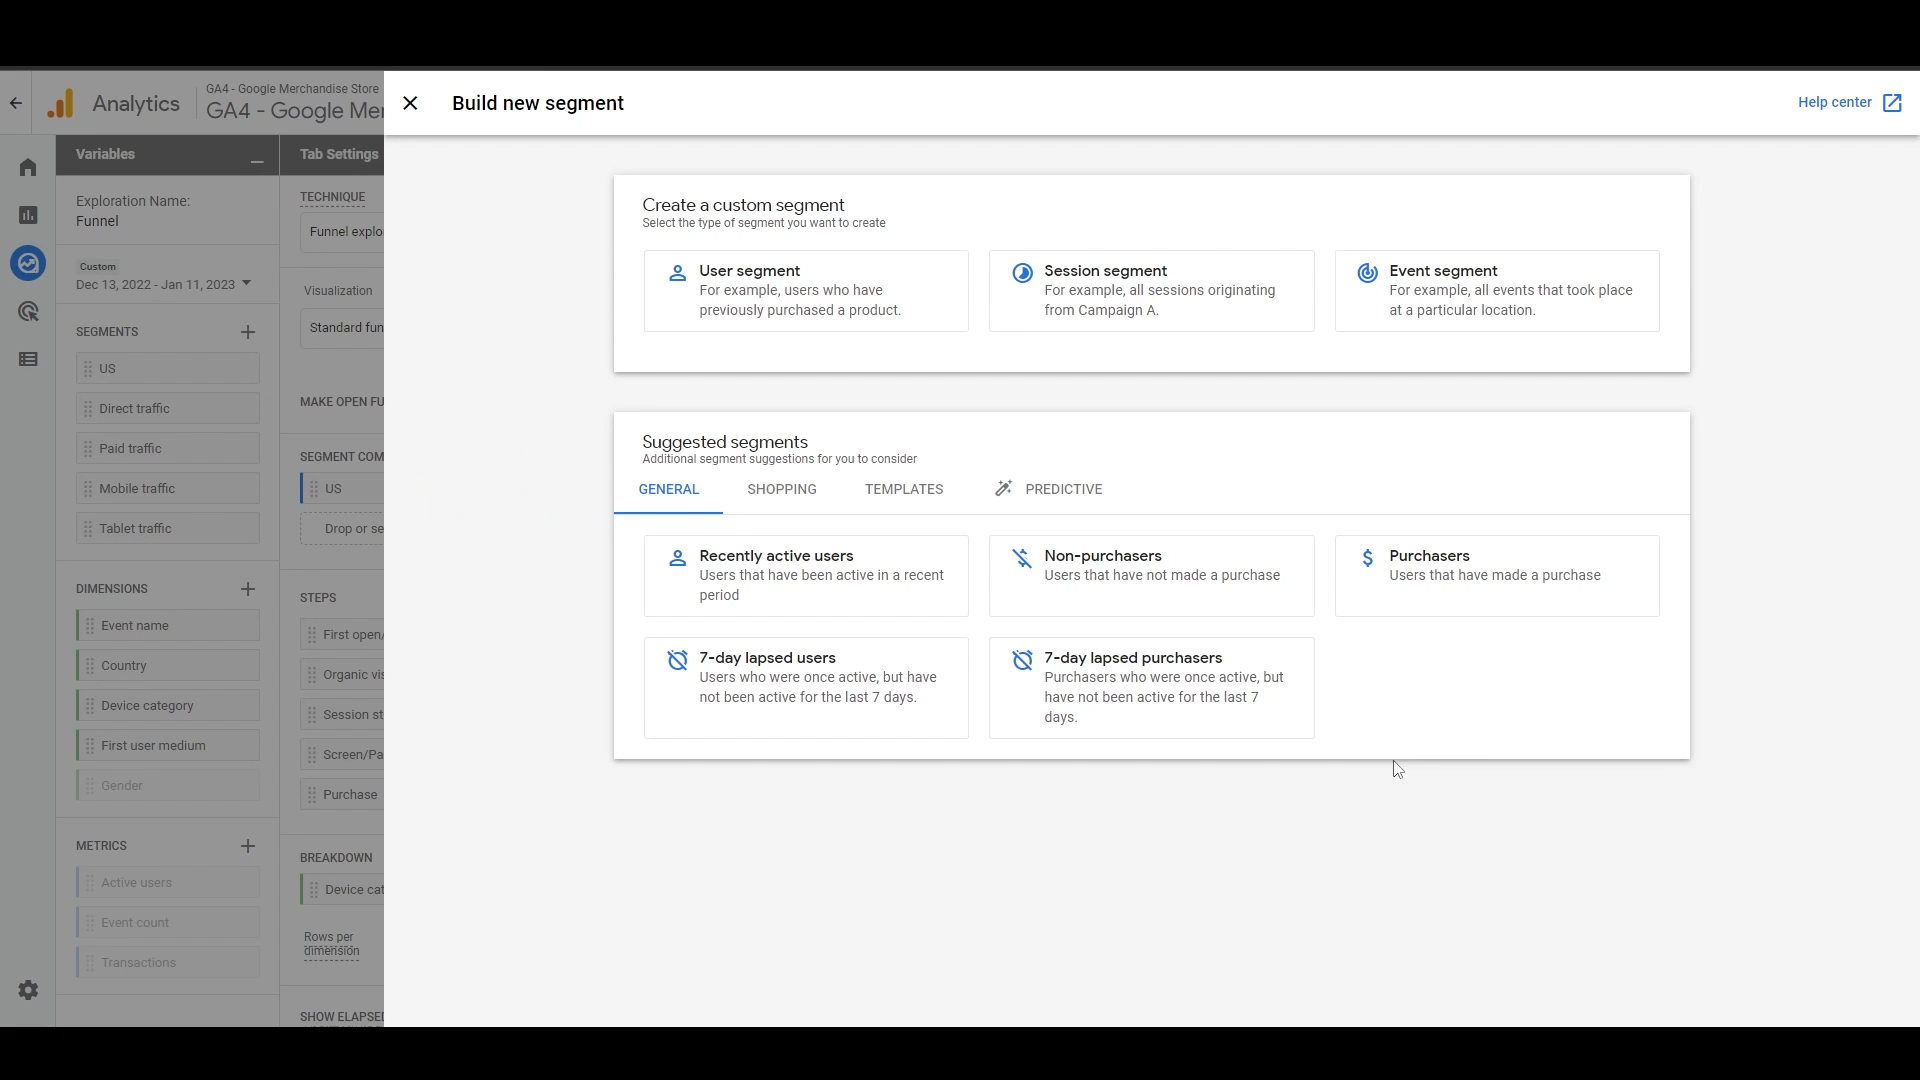 Analytics
GA4 - Google Merchandise Store
GA4 - Google Mer
Build new segment
Help center
Variables
Exploration Name:
Funnel
Custom
Dec 13, 2022 - Jan 11, 2023
SEGMENTS
US
Direct traffic
Paid traffic
Mobile traffic
Tablet traffic
DIMENSIONS
Event name
Country
Device category
First user medium
Gender
METRICS
Active users
Event count
Transactions
Tab Settings
TECHNIQUE
Funnel explo
Visualization
Standard fun
MAKE OPEN FU
SEGMENT COM
US
Drop or se
STEPS
First open/
Organic vis
Session st
Screen/Pa
Purchase
BREAKDOWN
Device cat
Rows per
dimension
SHOW ELAPSED
Create a custom segment
Select the type of segment you want to create
User segment
For example, users who have
previously purchased a product.
Session segment
For example, all sessions originating
from Campaign A.
Event segment
For example, all events that took place
at a particular location.
Suggested segments
Additional segment suggestions for you to consider
GENERAL
SHOPPING
TEMPLATES
PREDICTIVE
Recently active users
Users that have been active in a recent
period
Non-purchasers
Users that have not made a purchase
Purchasers
Users that have made a purchase
7-day lapsed users
Users who were once active, but have
not been active for the last 7 days.
7-day lapsed purchasers
Purchasers who were once active, but
have not been active for the last 7
days.